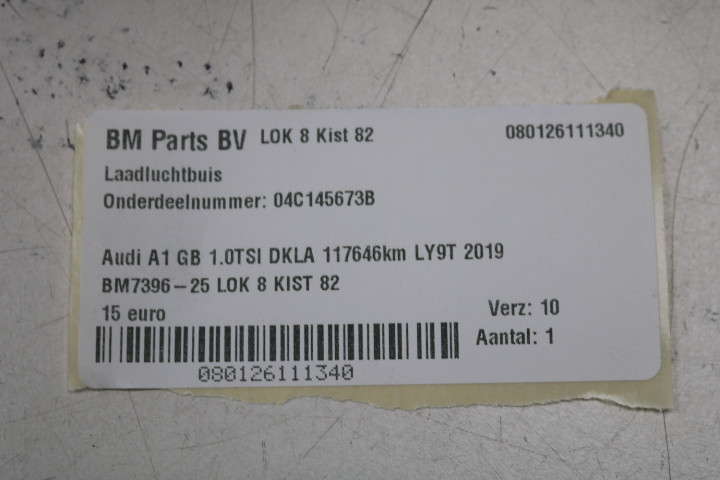 BM Parts BV LOK 8 Kist 82 080126111340
Laadluchtbuis
Onderdeelnummer: 04C145673B
Audi A1 GB 1.0TSI DKLA 117646km LY9T 2019
BM7396-25 LOK 8 KIST 82
15 euro Verz: 10
Aantal: 1
080126111340